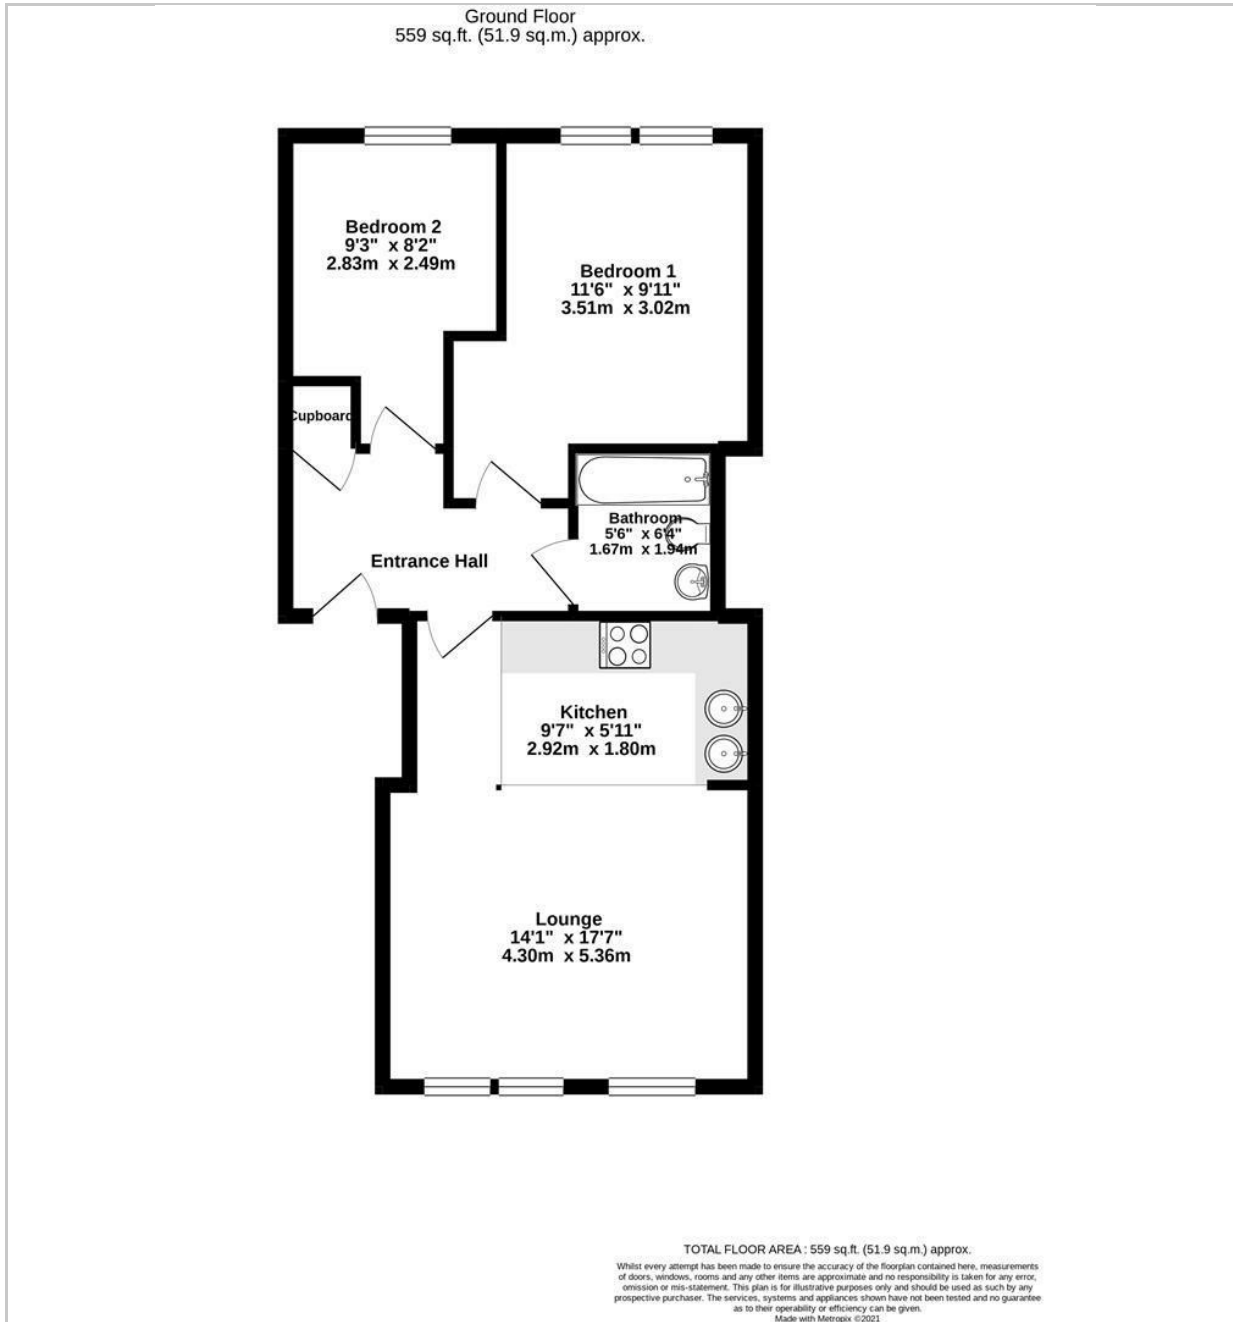 Ground Floor
559 sq.ft. (51.9 sq.m.) approx.
Bedroom 2
9'3" x 8'2"
2.83m x 2.49m
Bedroom 1
11'6" x 9'11"
3.51m x 3.02m
Cupboard
Bathroom
5'6" x 6'4"
1.67m x 1.94m
Entrance Hall
Kitchen
9'7" x 5'11"
2.92m x 1.80m
Lounge
14'1" x 17'7"
4.30m x 5.36m
TOTAL FLOOR AREA : 559 sq.ft. (51.9 sq.m.) approx.
Whilst every attempt has been made to ensure the accuracy of the floorplan contained here, measurements
of doors, windows, rooms and any other items are approximate and no responsibility is taken for any error,
omission or mis-statement. This plan is for illustrative purposes only and should be used as such by any
prospective purchaser. The services, systems and appliances shown have not been tested and no guarantee
as to their operability or efficiency can be given.
Made with Metropix ©2021